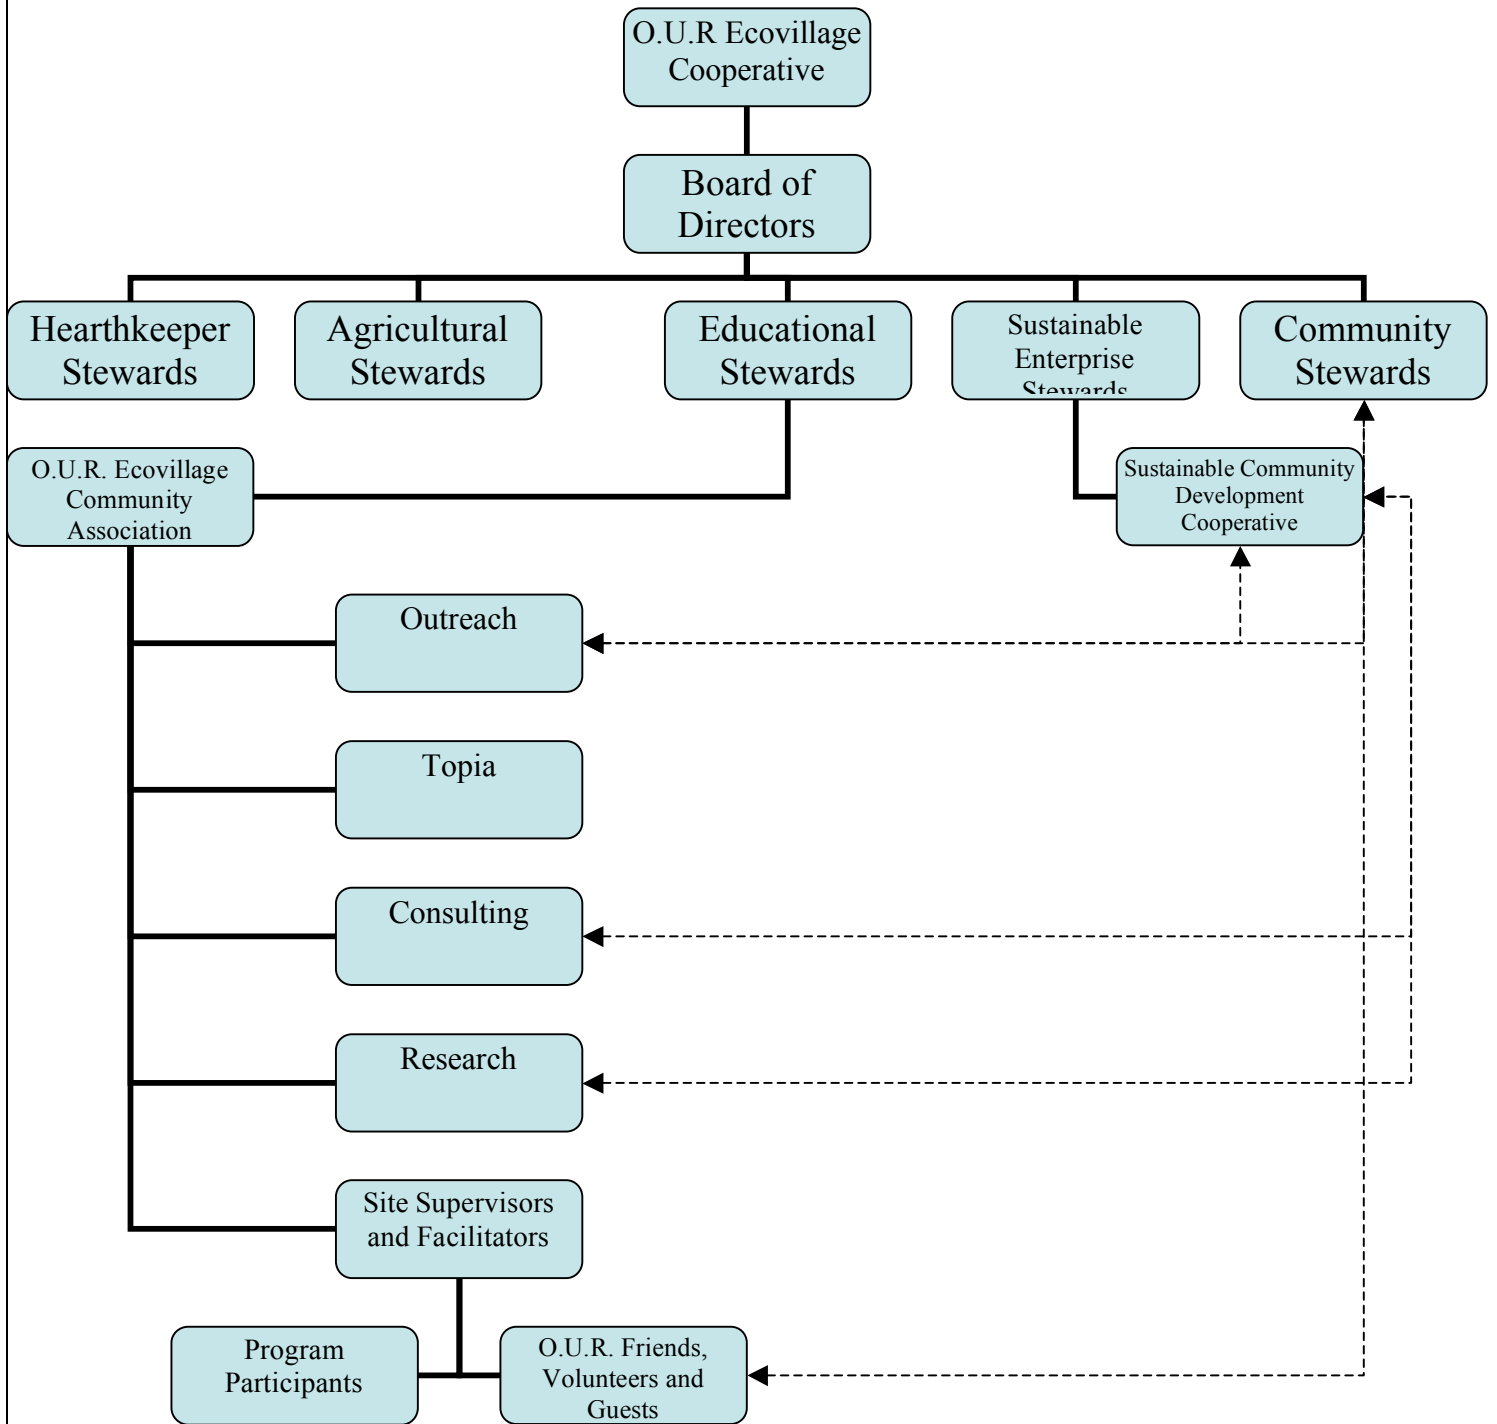 O.U.R Ecovillage
Cooperative
Board of
Directors
Hearthkeeper
Stewards
Agricultural
Stewards
Educational
Stewards
Sustainable
Enterprise
Stewards
Community
Stewards
O.U.R. Ecovillage
Community
Association
Sustainable Community
Development
Cooperative
Outreach
Topia
Consulting
Research
Site Supervisors
and Facilitators
Program
Participants
O.U.R. Friends,
Volunteers and
Guests